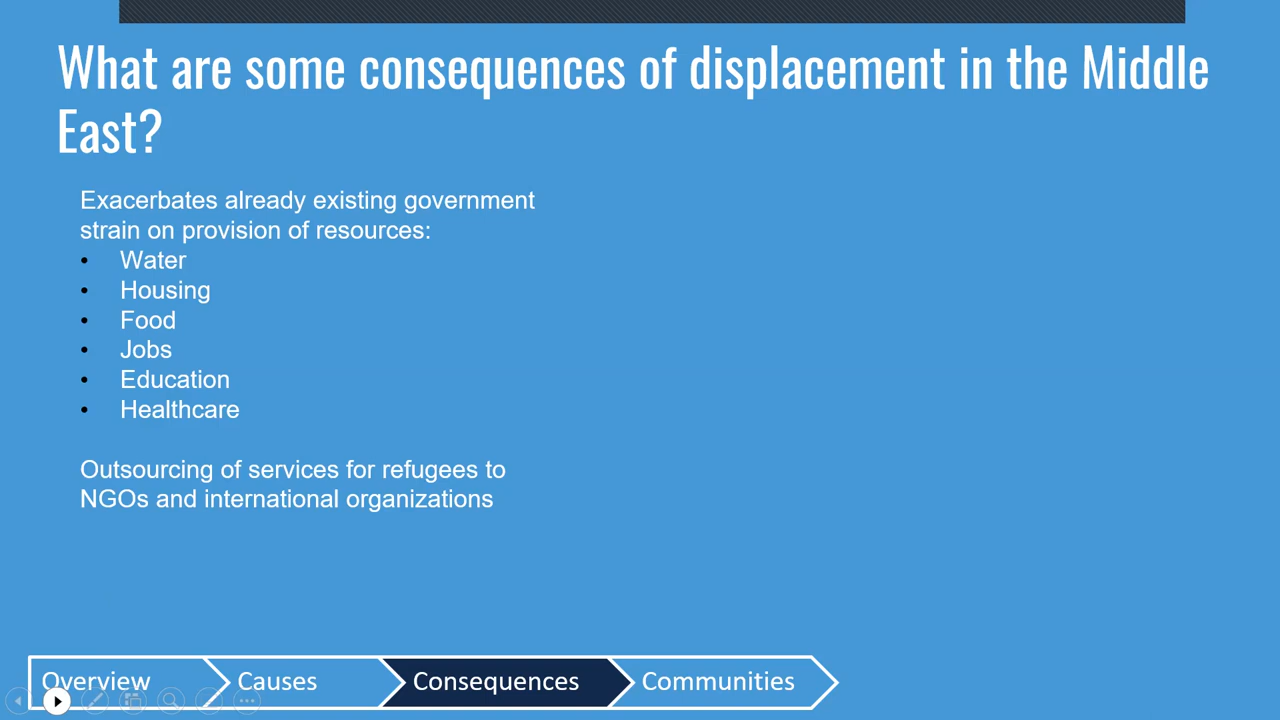 What are some consequences of displacement in the Middle
East?
Exacerbates already existing government
strain on provision of resources:
• Water
• Housing
• Food
• Jobs
• Education
• Healthcare
Outsourcing of services for refugees to
NGOs and international organizations
Overview
Causes
Consequences
Communities